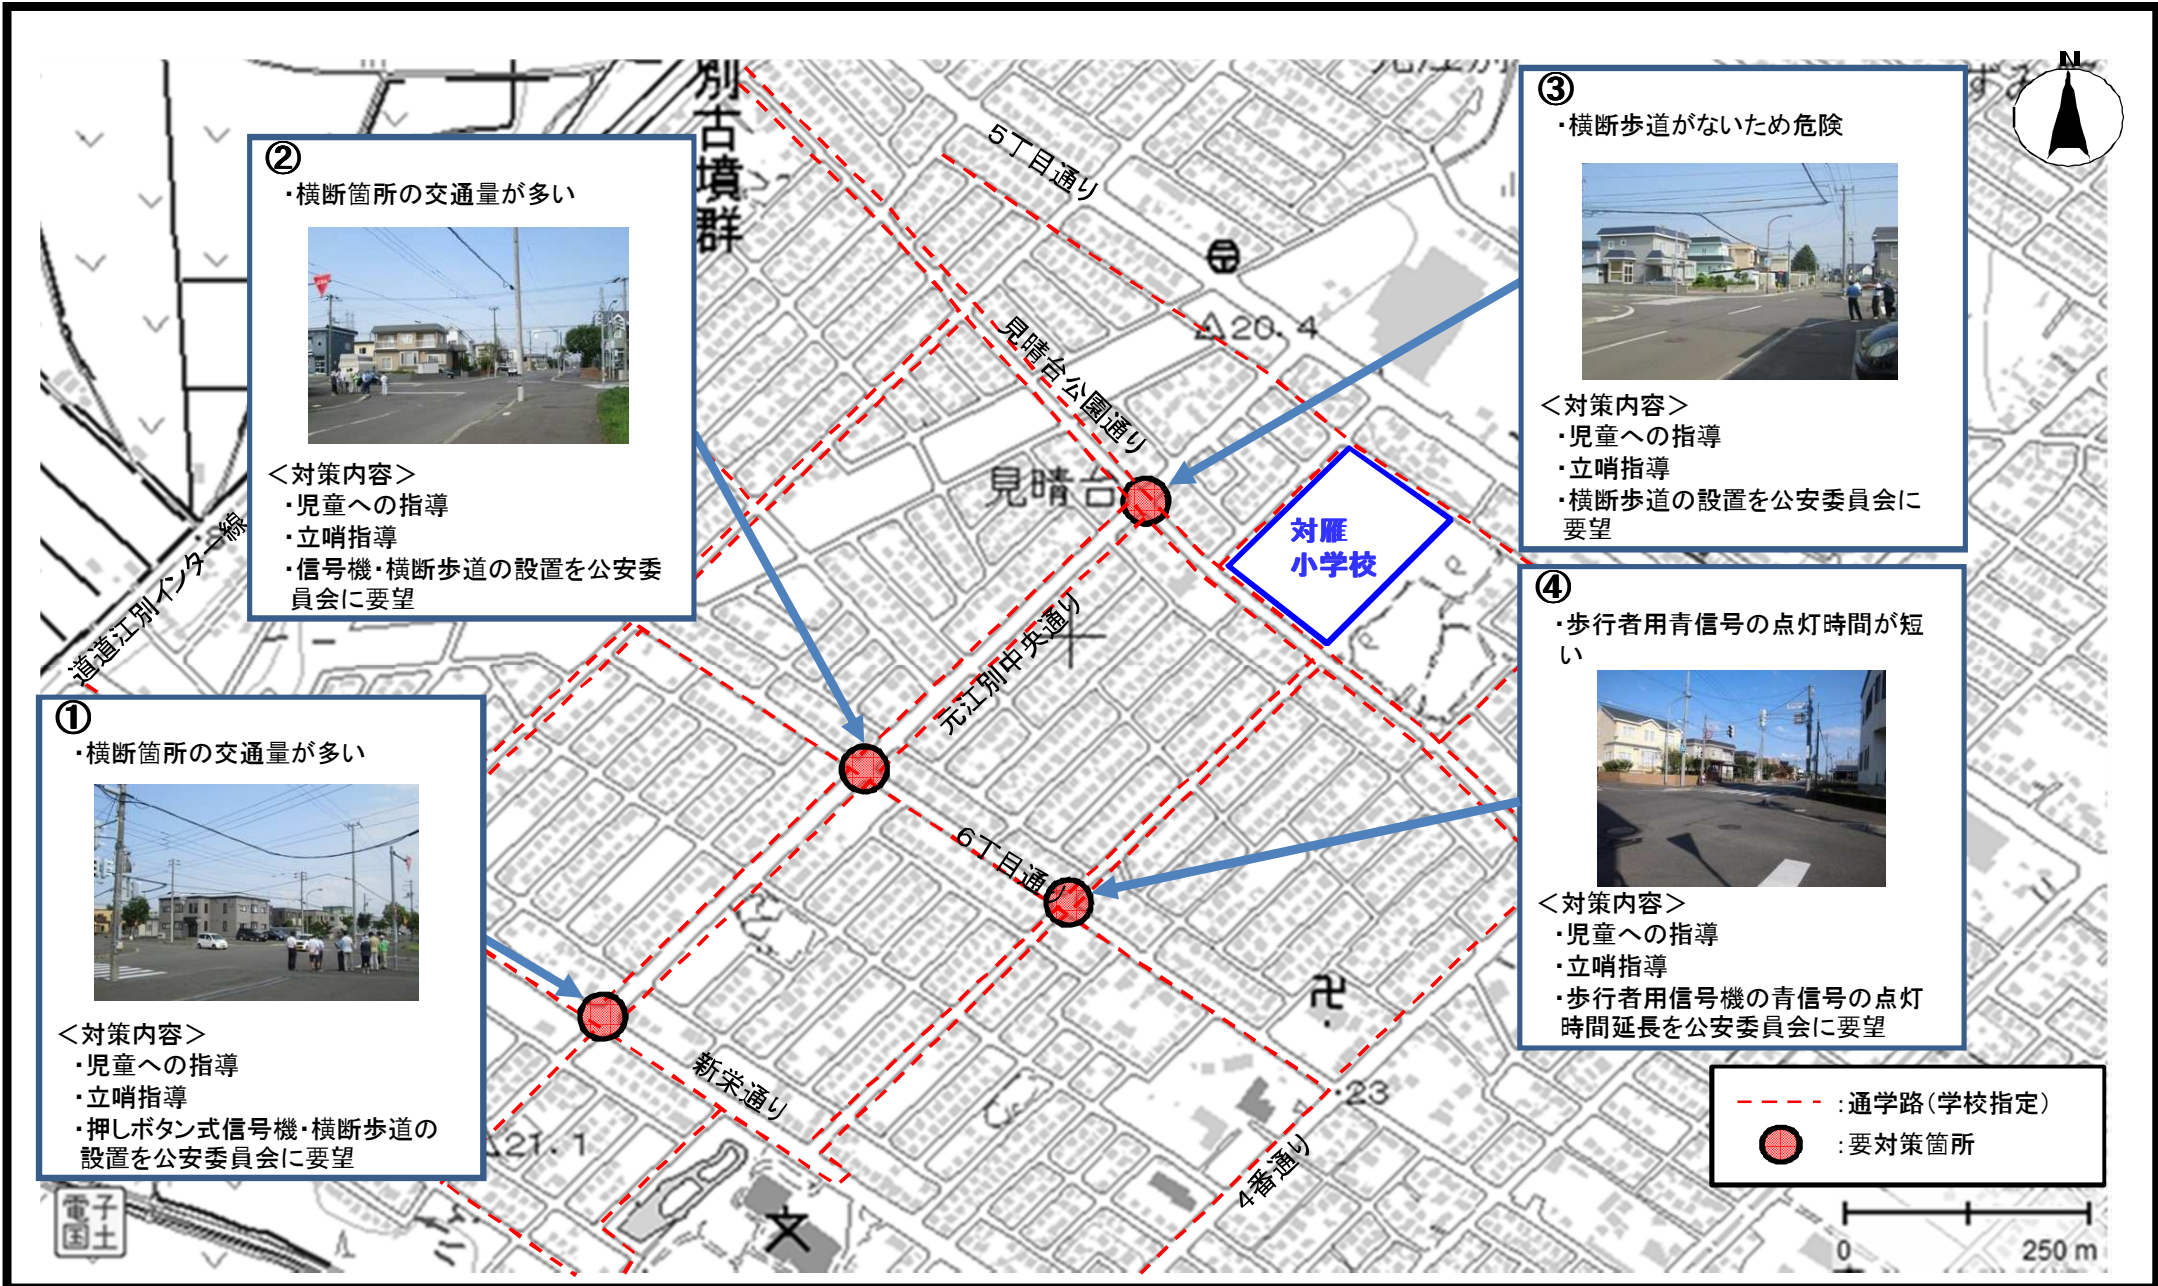 ①
・横断箇所の交通量が多い
＜対策内容＞
・児童への指導
・立哨指導
・押しボタン式信号機・横断歩道の
設置を公安委員会に要望
②
・横断箇所の交通量が多い
＜対策内容＞
・児童への指導
・立哨指導
・信号機・横断歩道の設置を公安委
員会に要望
③
・横断歩道がないため危険
＜対策内容＞
・児童への指導
・立哨指導
・横断歩道の設置を公安委員会に
要望
④
・歩行者用青信号の点灯時間が短
い
＜対策内容＞
・児童への指導
・立哨指導
・歩行者用信号機の青信号の点灯
時間延長を公安委員会に要望
N
別古墳群
5丁目通り
見晴台公園通り
△20.4
見晴台
対雁
小学校
元江別中央通り
道道江別インター線
6丁目通り
新栄通り
4番通り
・23
21.1
電子
国土
：通学路（学校指定）
：要対策箇所
0
250 m